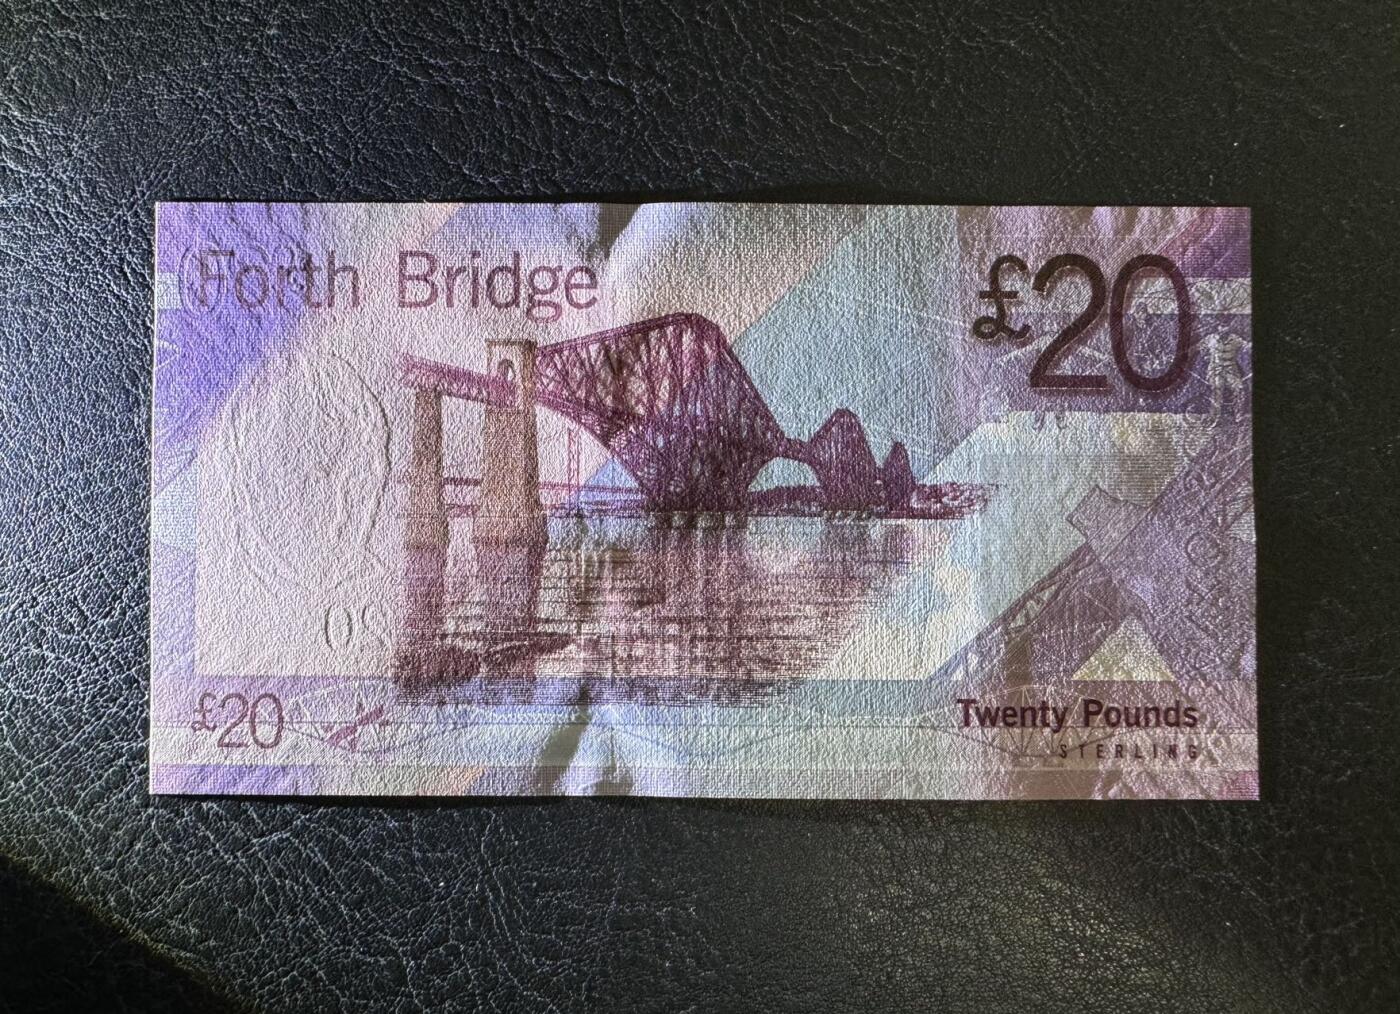 Forth Bridge
£20
£20
Twenty Pounds
STERLING